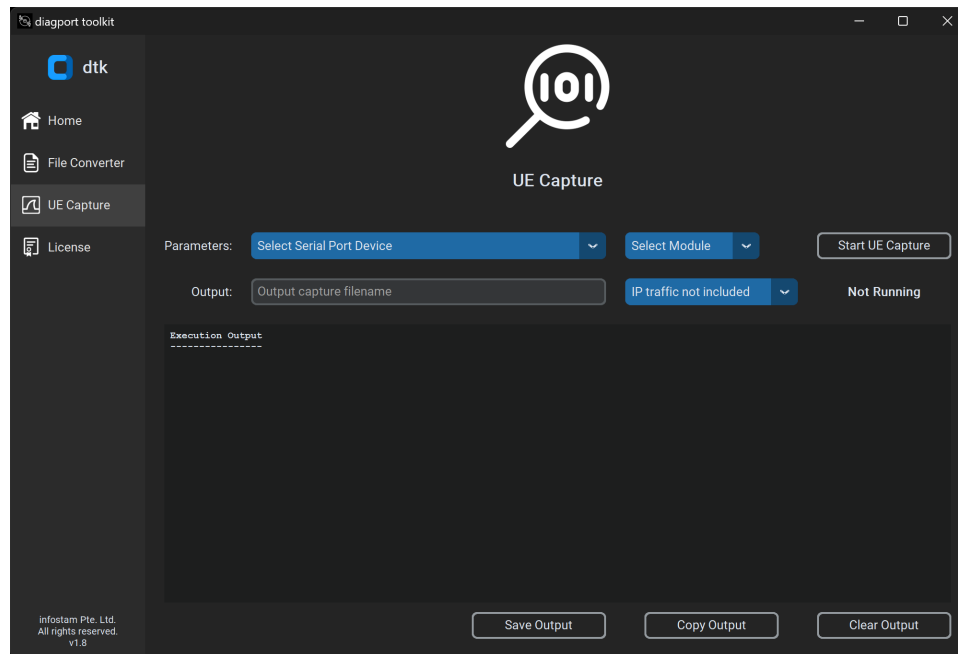 diagport toolkit
dtk
Home
File Converter
UE Capture
License
infostam Pte. Ltd.
All rights reserved.
v1.8
101
UE Capture
Parameters: Select Serial Port Device Select Module Start UE Capture
Output: Output capture filename IP traffic not included Not Running
Execution Output
----------------
Save Output Copy Output Clear Output